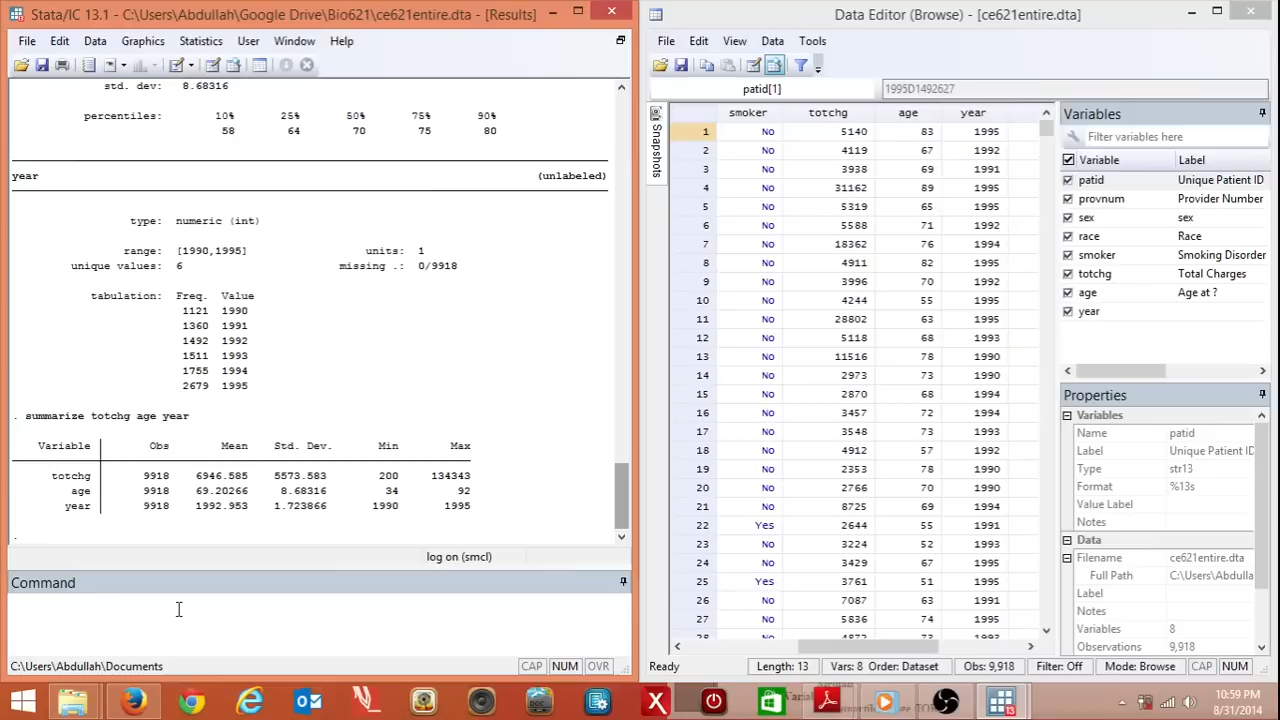 Stata/IC 13.1 - C:\Users\Abdullah\Google Drive\Bio621\ce621entire.dta - [Results]
File Edit Data Graphics Statistics User Window Help
std. dev: 8.68316
percentiles: 10% 25% 50% 75% 90%
58 64 70 75 80
year (unlabeled)
type: numeric (int)
range: [1990,1995] units: 1
unique values: 6 missing .: 0/9918
tabulation: Freq. Value
1121 1990
1360 1991
1492 1992
1511 1993
1755 1994
2679 1995
. summarize totchg age year
Variable Obs Mean Std. Dev. Min Max
totchg 9918 6946.585 5573.583 200 134343
age 9918 69.20266 8.68316 34 92
year 9918 1992.953 1.723866 1990 1995
.
log on (smcl)
Command
C:\Users\Abdullah\Documents CAP NUM OVR
Data Editor (Browse) - [ce621entire.dta]
File Edit View Data Tools
patid[1] 1995D1492627
Snapshots
smoker totchg age year
1 No 5140 83 1995
2 No 4119 67 1992
3 No 3938 69 1991
4 No 31162 89 1995
5 No 5319 65 1995
6 No 5588 71 1992
7 No 18362 76 1994
8 No 4911 82 1995
9 No 3996 70 1992
10 No 4244 55 1995
11 No 28802 63 1995
12 No 5118 68 1993
13 No 11516 78 1990
14 No 2973 73 1990
15 No 2870 68 1994
16 No 3457 72 1994
17 No 3548 73 1993
18 No 4912 57 1992
19 No 2353 78 1990
20 No 2766 70 1990
21 No 8725 69 1994
22 Yes 2644 55 1991
23 No 3224 52 1993
24 No 3429 67 1995
25 Yes 3761 51 1995
26 No 7087 63 1991
27 No 5836 74 1995
28 No 4872 73 1993
Ready Length: 13 Vars: 8 Order: Dataset Obs: 9,918 Filter: Off Mode: Browse CAP NUM
Variables
Filter variables here
Variable Label
patid Unique Patient ID
provnum Provider Number
sex sex
race Race
smoker Smoking Disorder
totchg Total Charges
age Age at ?
year
Properties
Variables
Name patid
Label Unique Patient ID
Type str13
Format %13s
Value Label
Notes
Data
Filename ce621entire.dta
Full Path C:\Users\Abdulla
Label
Notes
Variables 8
Observations 9,918
10:59 PM
8/31/2014